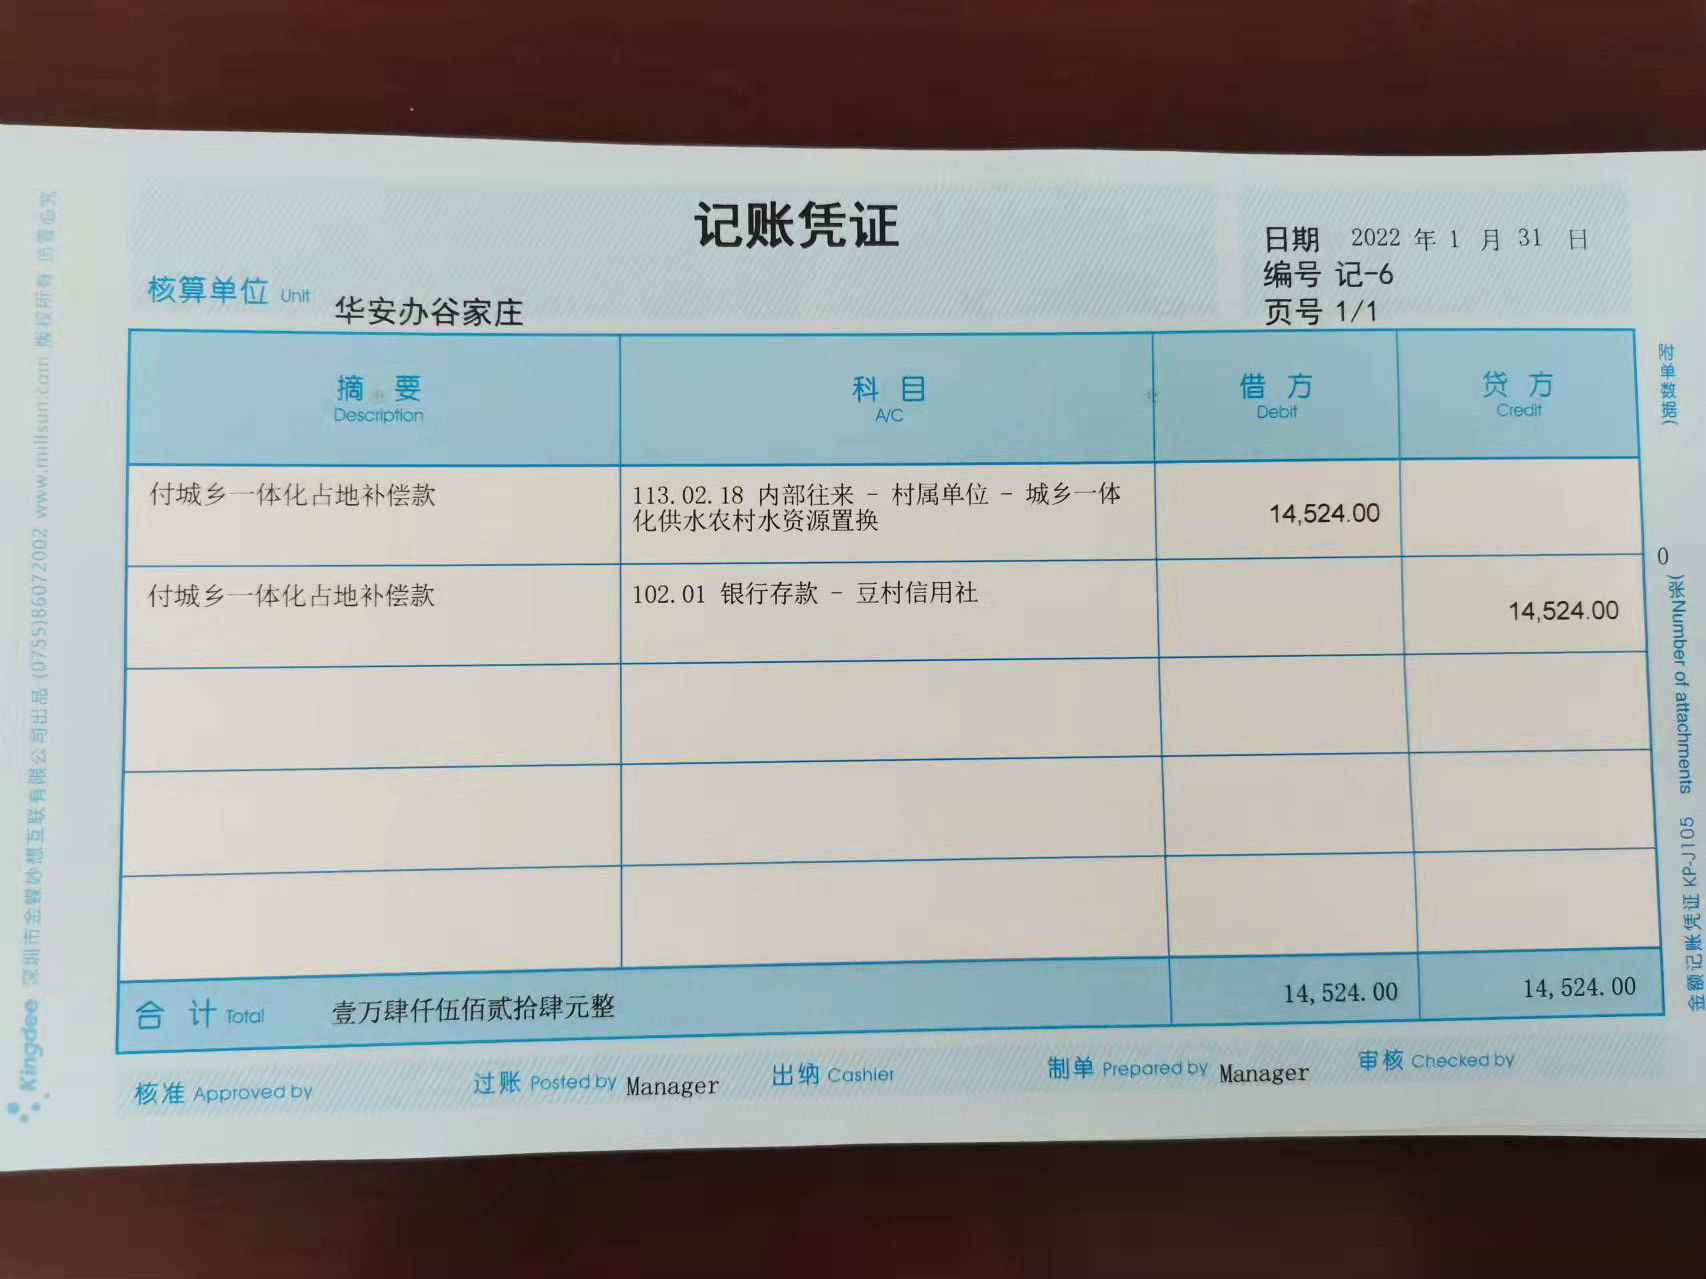 记账凭证
日期 2022 年 1 月 31 日
编号 记-6
页号 1/1
核算单位 Unit 华安办谷家庄
摘 要 科 目 借 方 贷 方
Description A/C Debit Credit
付城乡一体化占地补偿款 113.02.18 内部往来 - 村属单位 - 城乡一体
化供水农村水资源置换 14,524.00
付城乡一体化占地补偿款 102.01 银行存款 - 豆村信用社 14,524.00
合 计 Total 壹万肆仟伍佰贰拾肆元整 14,524.00 14,524.00
核准 Approved by 过账 Posted by Manager 出纳 Cashier 制单 Prepared by Manager 审核 Checked by
附单数据( 0 )张 Number of attachments
金额记账凭证 KP-J105
Kingdee 深圳市金蝶妙想互联有限公司出品 (0755)86072002 www.millsun.com 版权所有 仿冒必究